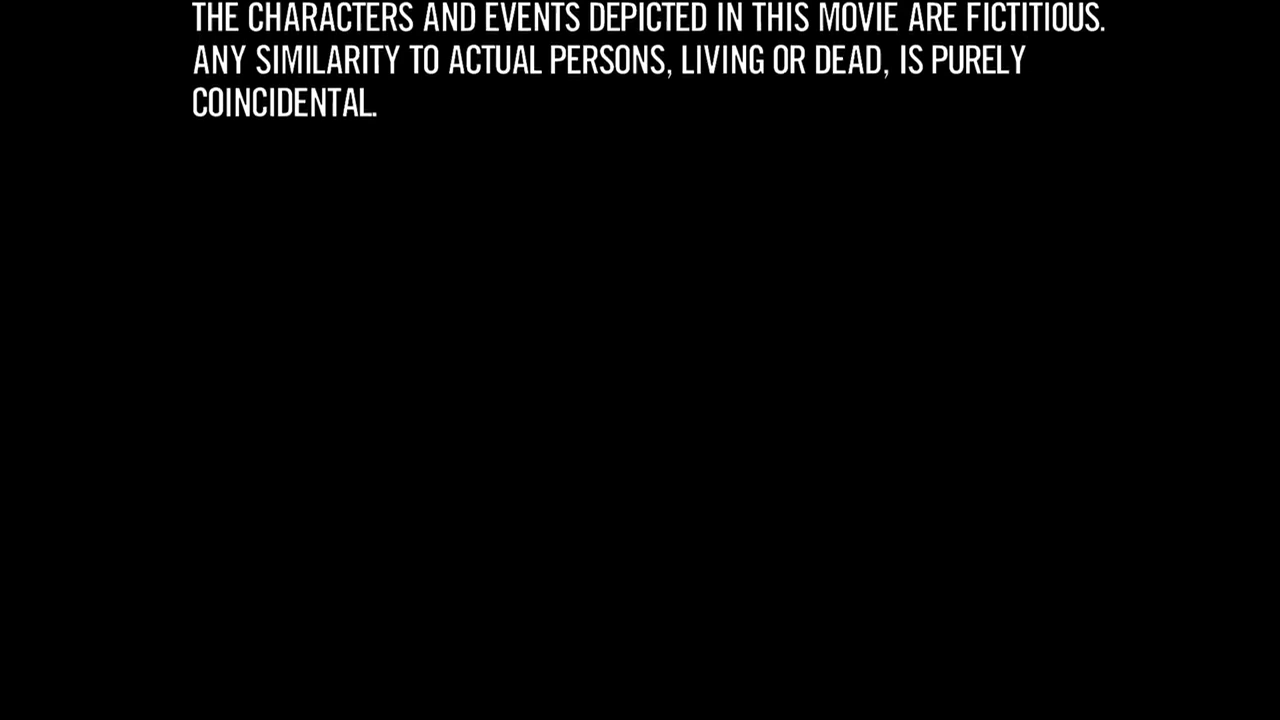 THE CHARACTERS AND EVENTS DEPICTED IN THIS MOVIE ARE FICTITIOUS.
ANY SIMILARITY TO ACTUAL PERSONS, LIVING OR DEAD, IS PURELY
COINCIDENTAL.